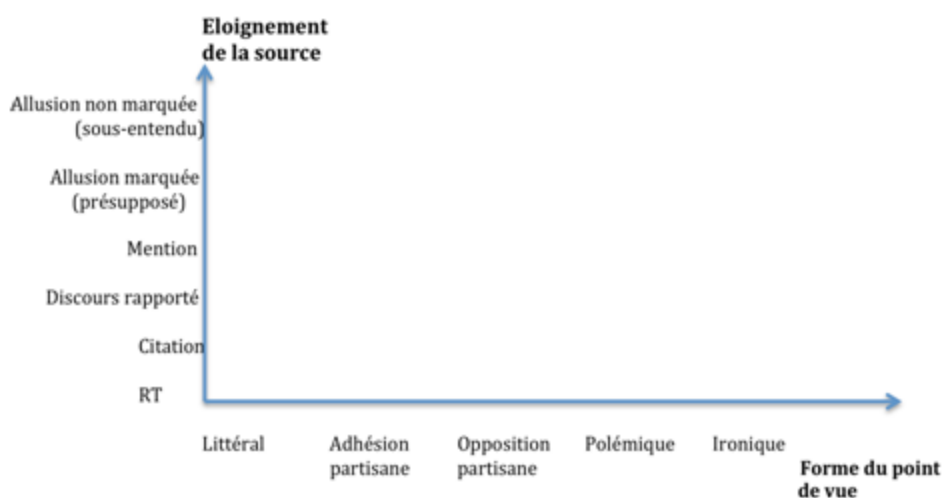 Eloignement
de la source
Allusion non marquée
(sous-entendu)
Allusion marquée
(présupposé)
Mention
Discours rapporté
Citation
RT
Littéral
Adhésion
partisane
Opposition
partisane
Polémique
Ironique
Forme du point
de vue